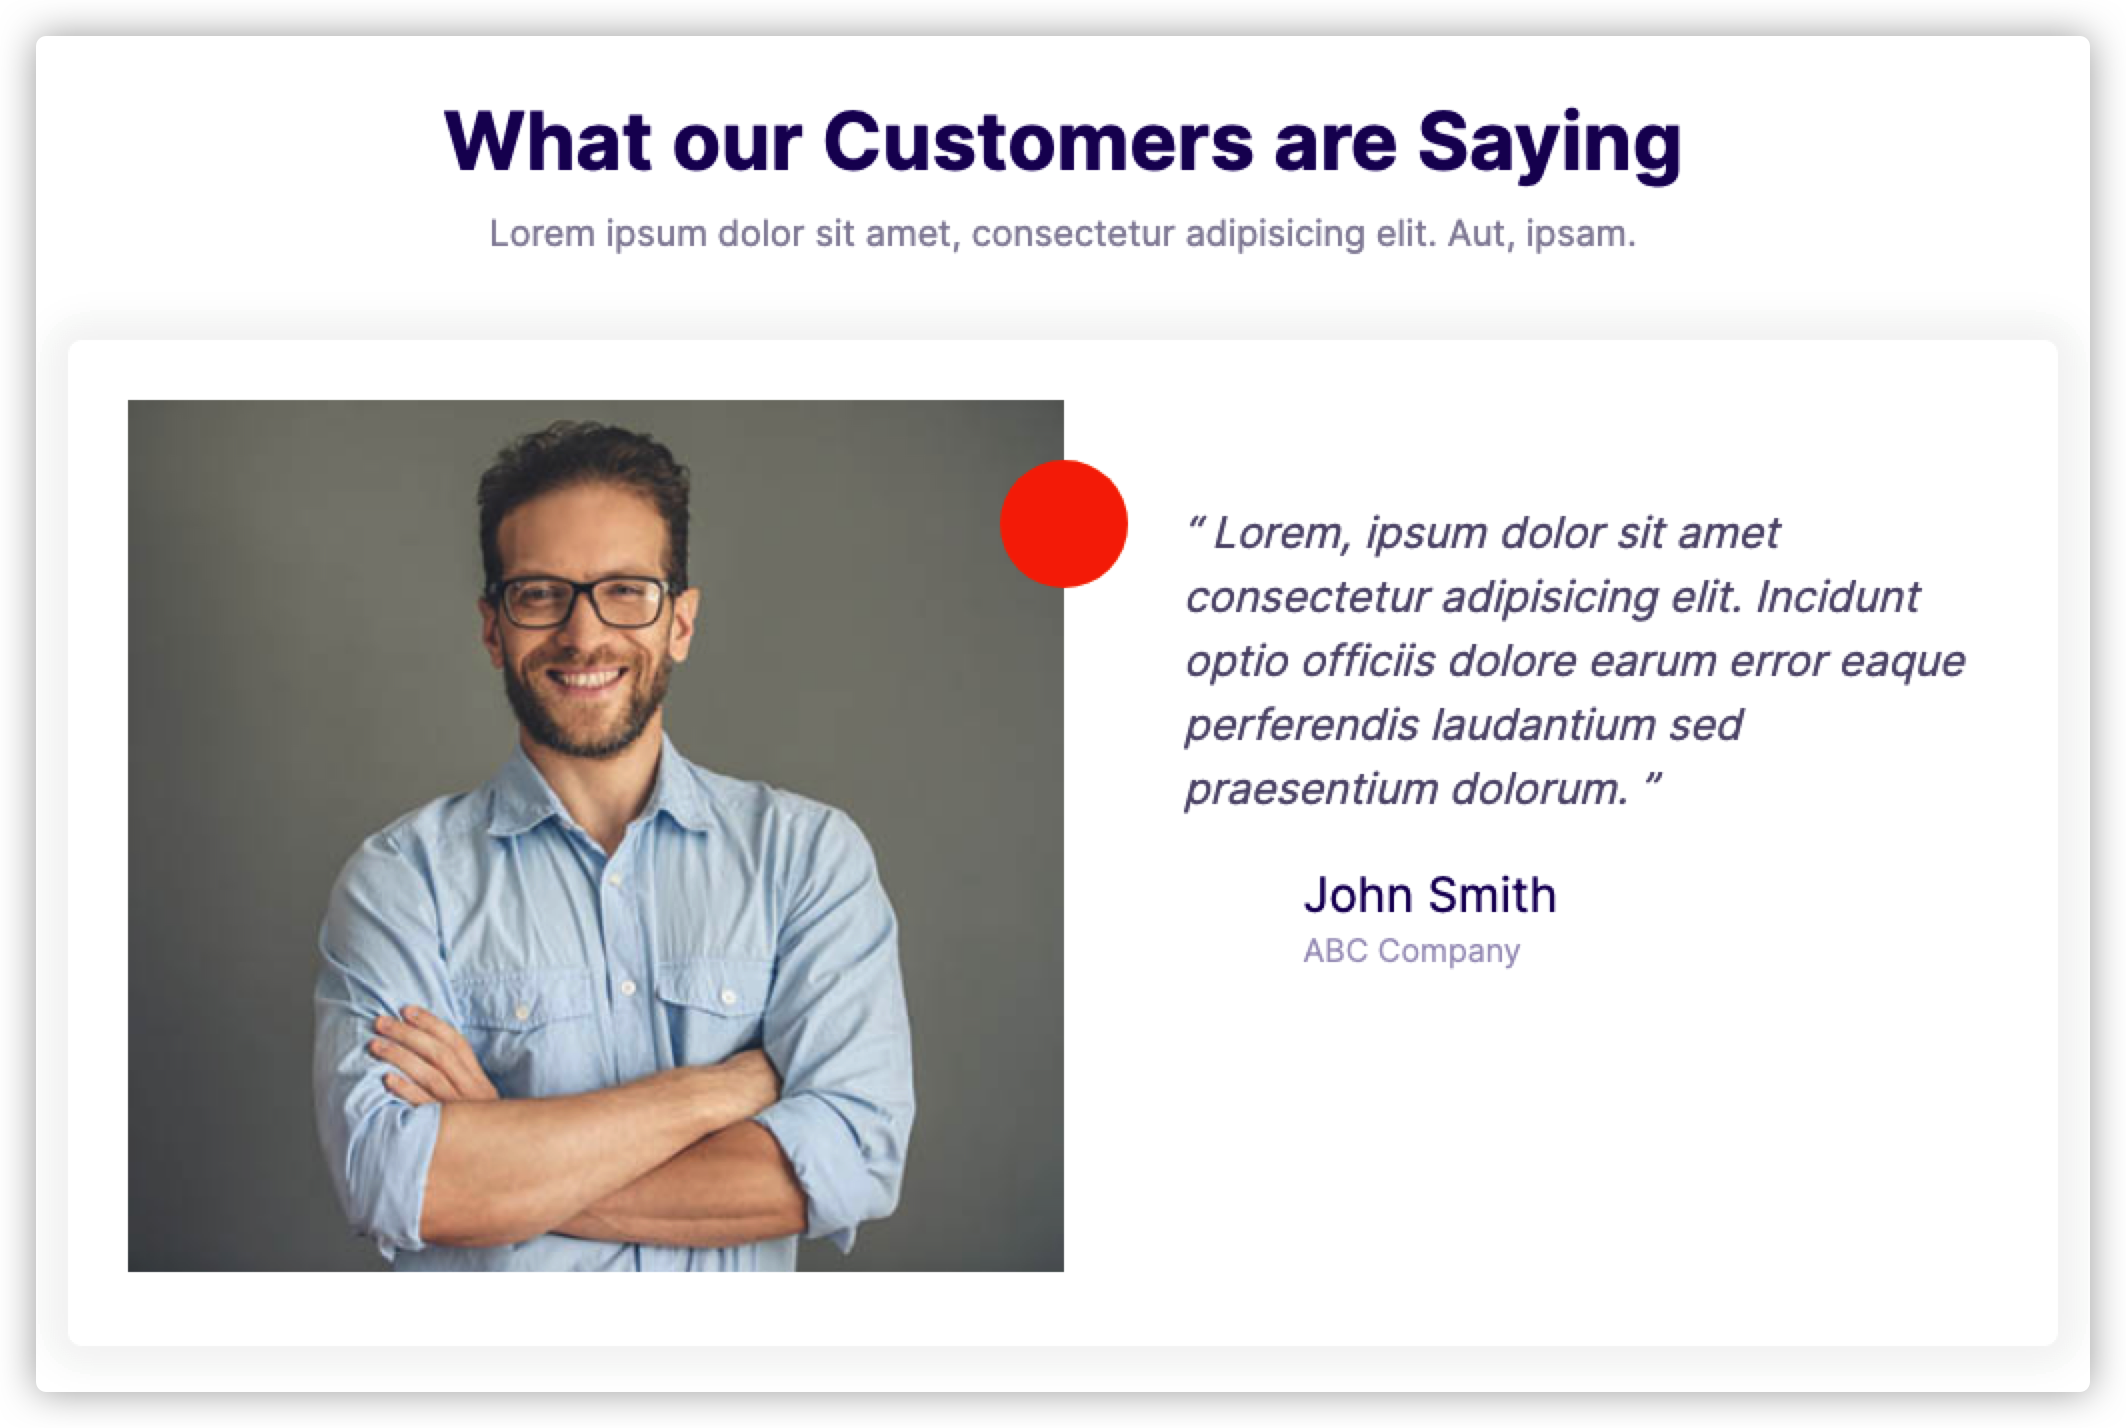 What our Customers are Saying
Lorem ipsum dolor sit amet, consectetur adipisicing elit. Aut, ipsam.
“ Lorem, ipsum dolor sit amet
consectetur adipisicing elit. Incidunt
optio officiis dolore earum error eaque
perferendis laudantium sed
praesentium dolorum. ”
John Smith
ABC Company